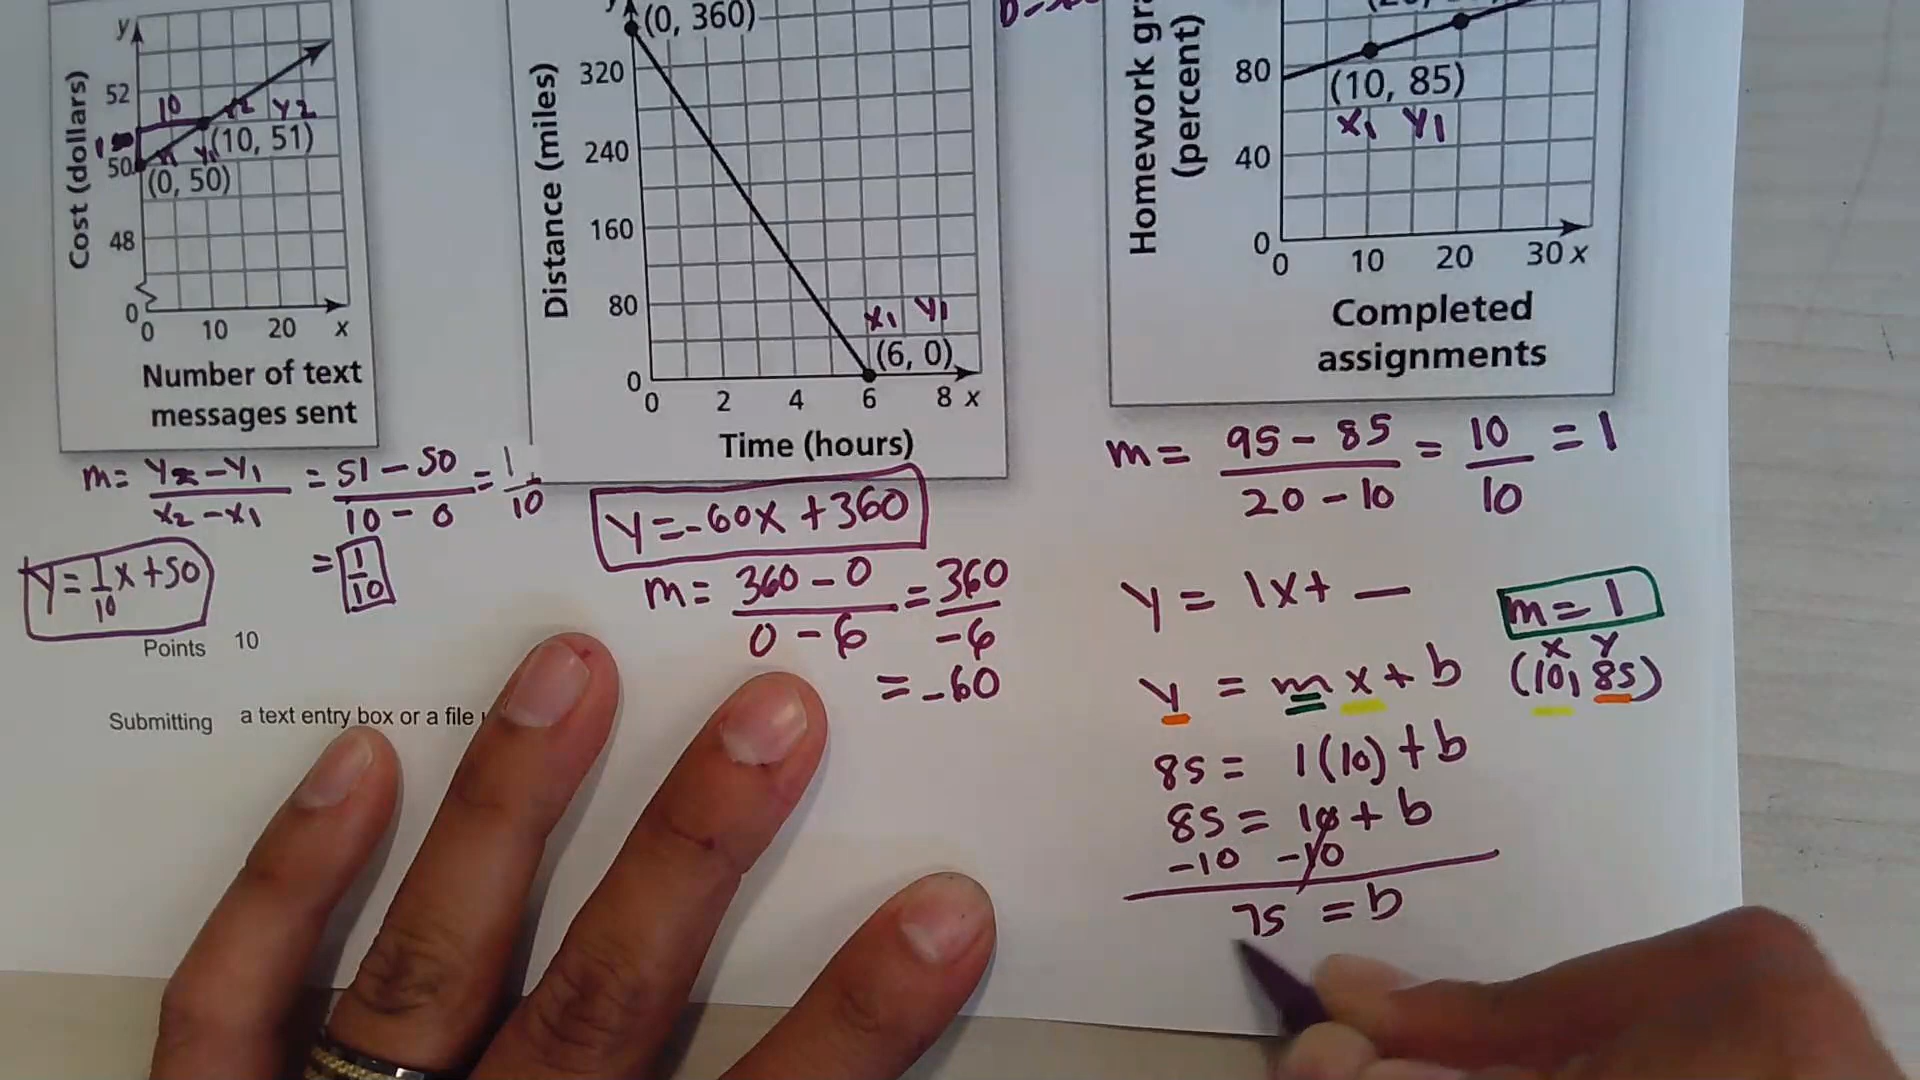 y
52
50
48
0
Cost (dollars)
10
x2 y2
(10, 51)
x1 y1
(0, 50)
0 10 20 x
Number of text
messages sent
m = y2 - y1 / x2 - x1 = 51 - 50 / 10 - 0 = 1 / 10
= 1/10
y = 1/10 x + 50
Points 10
Submitting a text entry box or a file
(0, 360)
320
240
160
80
0
Distance (miles)
x1 y1
(6, 0)
0 2 4 6 8 x
Time (hours)
y = -60x + 360
m = 360 - 0 / 0 - 6 = 360 / -6
= -60
Homework
(percent)
80
40
0
(10, 85)
x1 y1
0 10 20 30 x
Completed
assignments
m = 95 - 85 / 20 - 10 = 10 / 10 = 1
y = 1x + __
m = 1
x y
(10, 85)
y = mx + b
85 = 1(10) + b
85 = 10 + b
-10 -10
75 = b